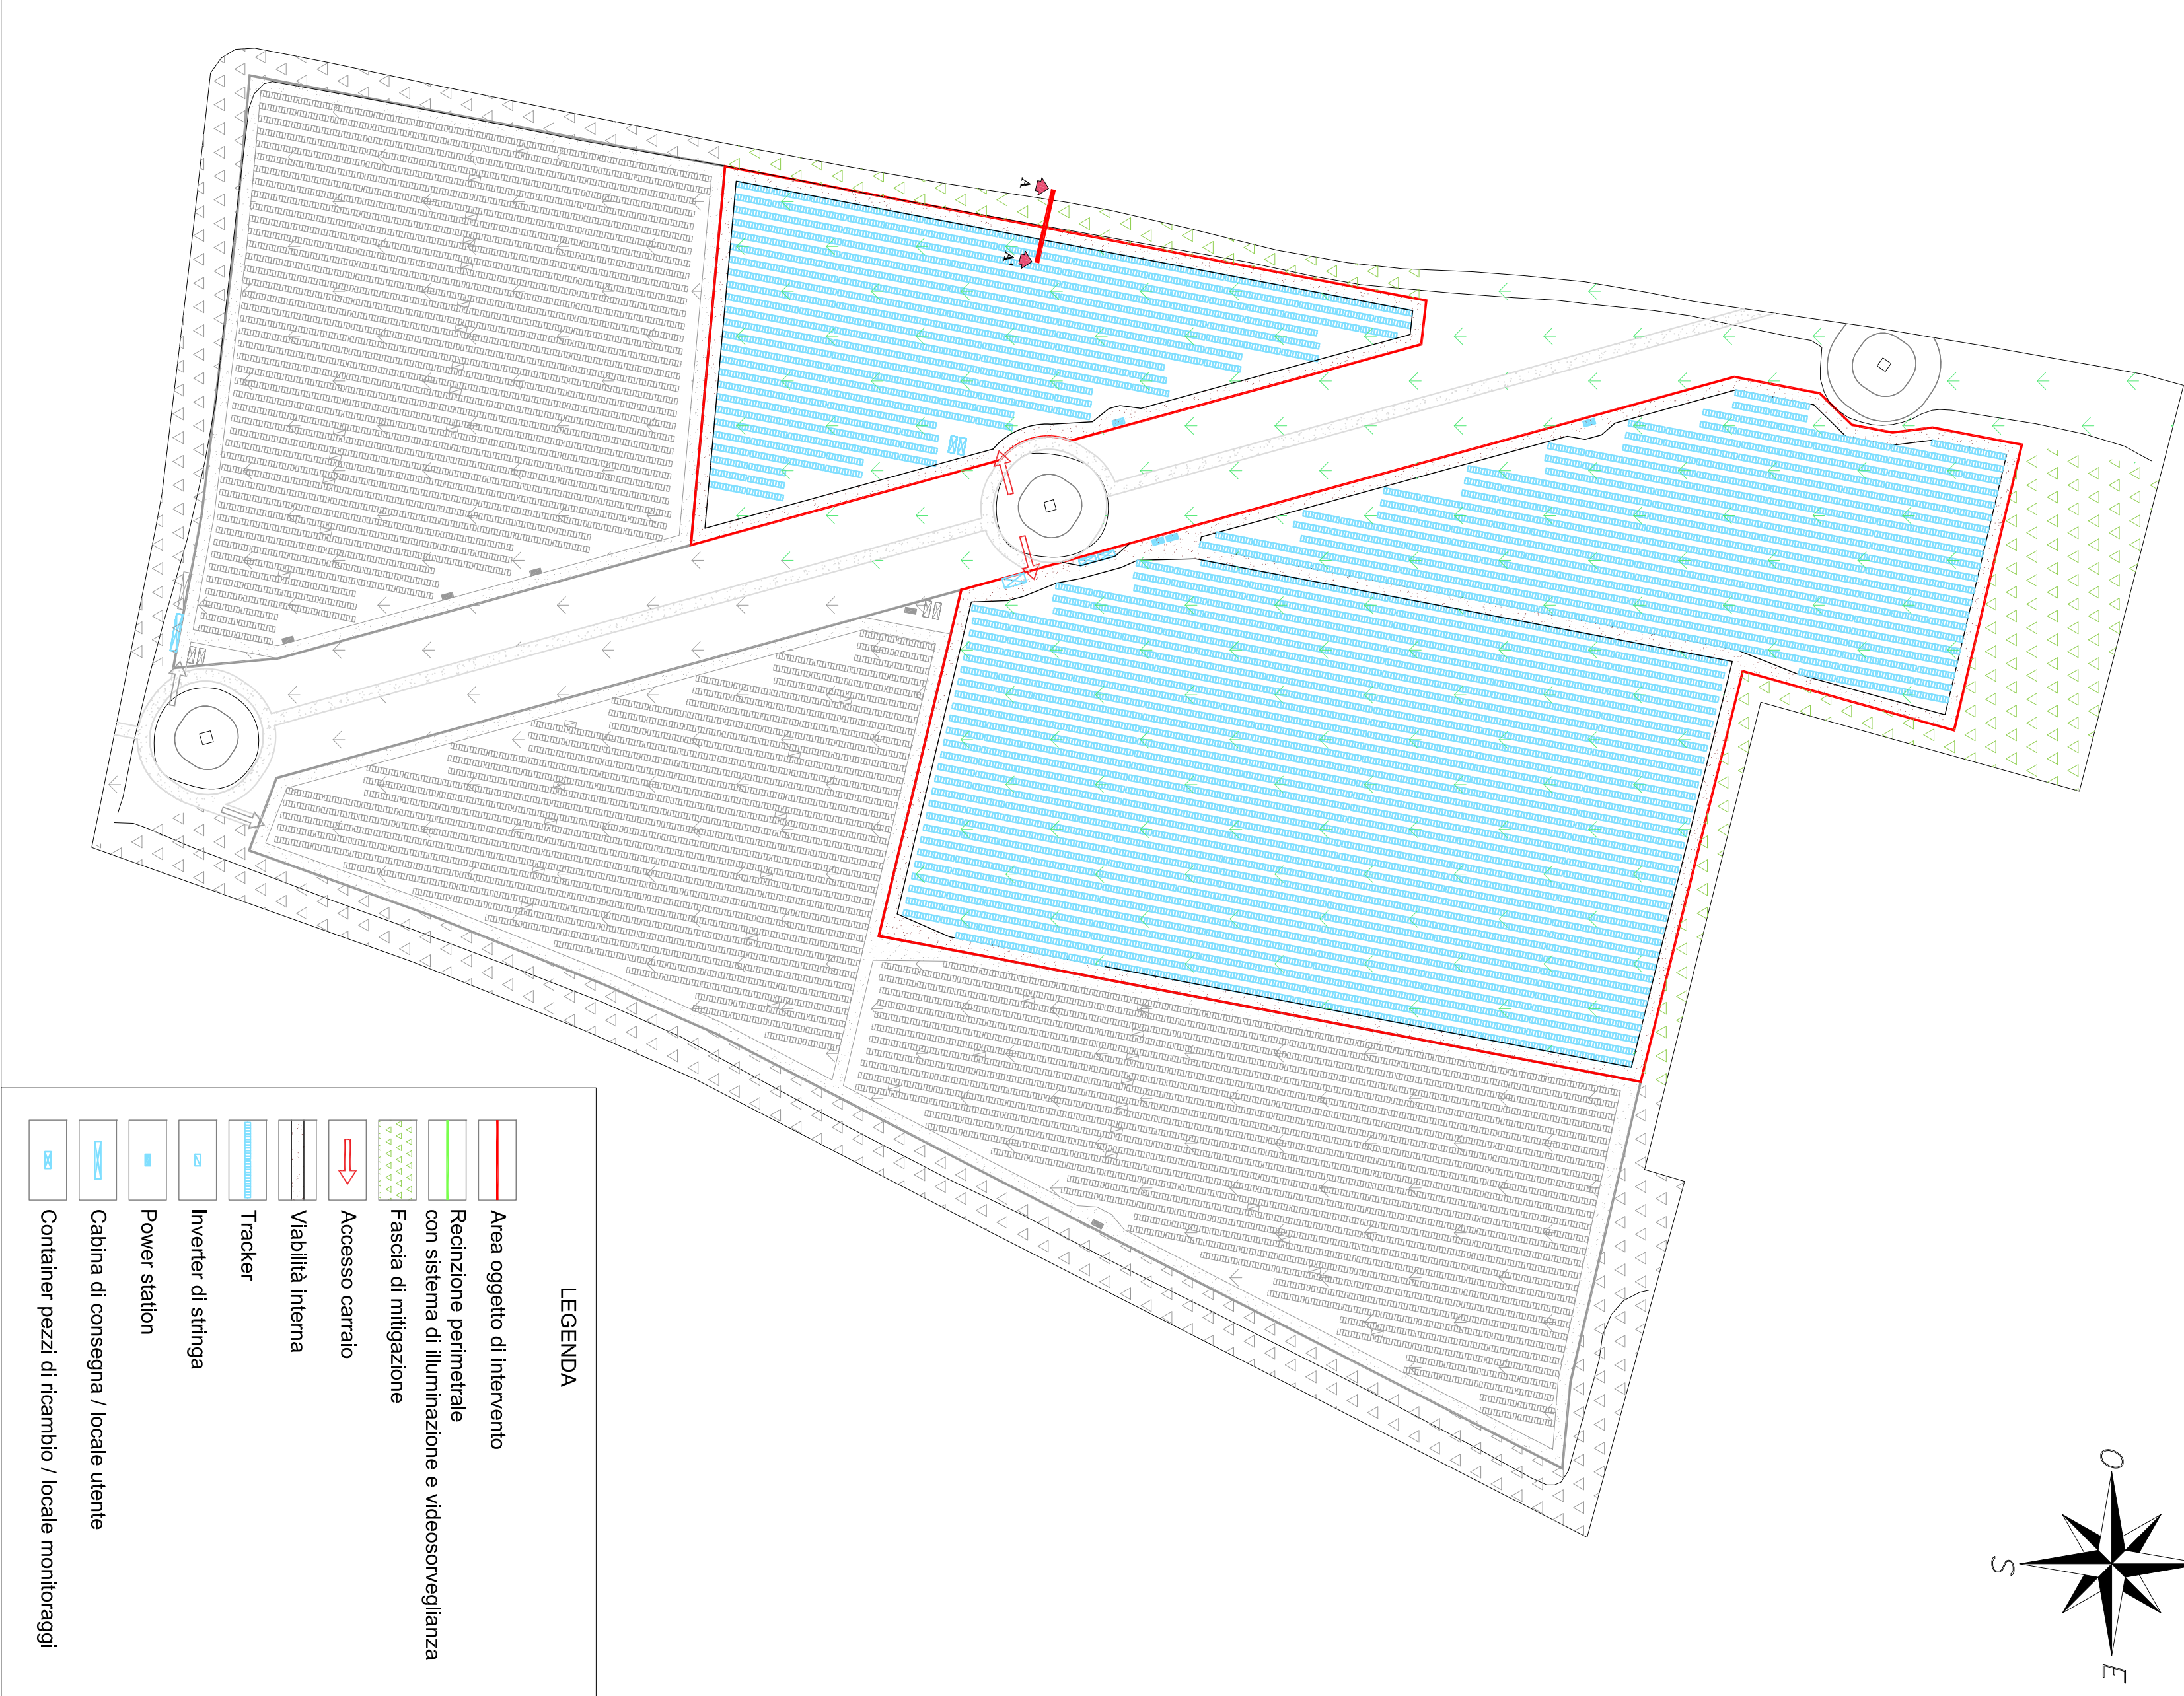 A
A'
LEGENDA
Area oggetto di intervento
Recinzione perimetrale
con sistema di illuminazione e videosorveglianza
Fascia di mitigazione
Accesso carraio
Viabilità interna
Tracker
Inverter di stringa
Power station
Cabina di consegna / locale utente
Container pezzi di ricambio / locale monitoraggi
O
S
E